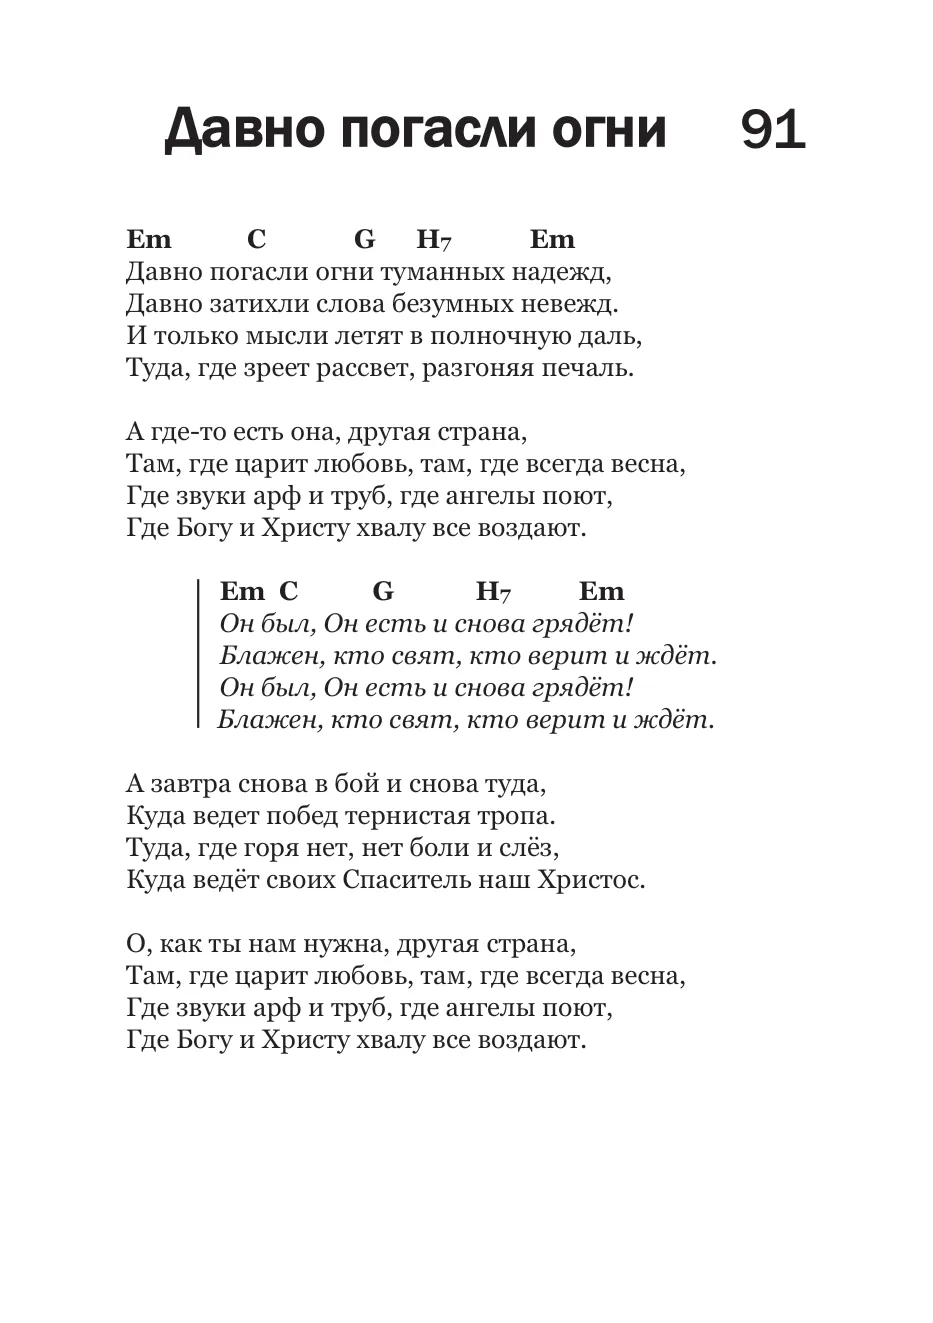 Давно погасли огни 91
Em C G H7 Em
Давно погасли огни туманных надежд,
Давно затихли слова безумных невежд.
И только мысли летят в полночную даль,
Туда, где зреет рассвет, разгоняя печаль.
А где-то есть она, другая страна,
Там, где царит любовь, там, где всегда весна,
Где звуки арф и труб, где ангелы поют,
Где Богу и Христу хвалу все воздают.
Em C G H7 Em
Он был, Он есть и снова грядёт!
Блажен, кто свят, кто верит и ждёт.
Он был, Он есть и снова грядёт!
Блажен, кто свят, кто верит и ждёт.
А завтра снова в бой и снова туда,
Куда ведет побед тернистая тропа.
Туда, где горя нет, нет боли и слёз,
Куда ведёт своих Спаситель наш Христос.
О, как ты нам нужна, другая страна,
Там, где царит любовь, там, где всегда весна,
Где звуки арф и труб, где ангелы поют,
Где Богу и Христу хвалу все воздают.